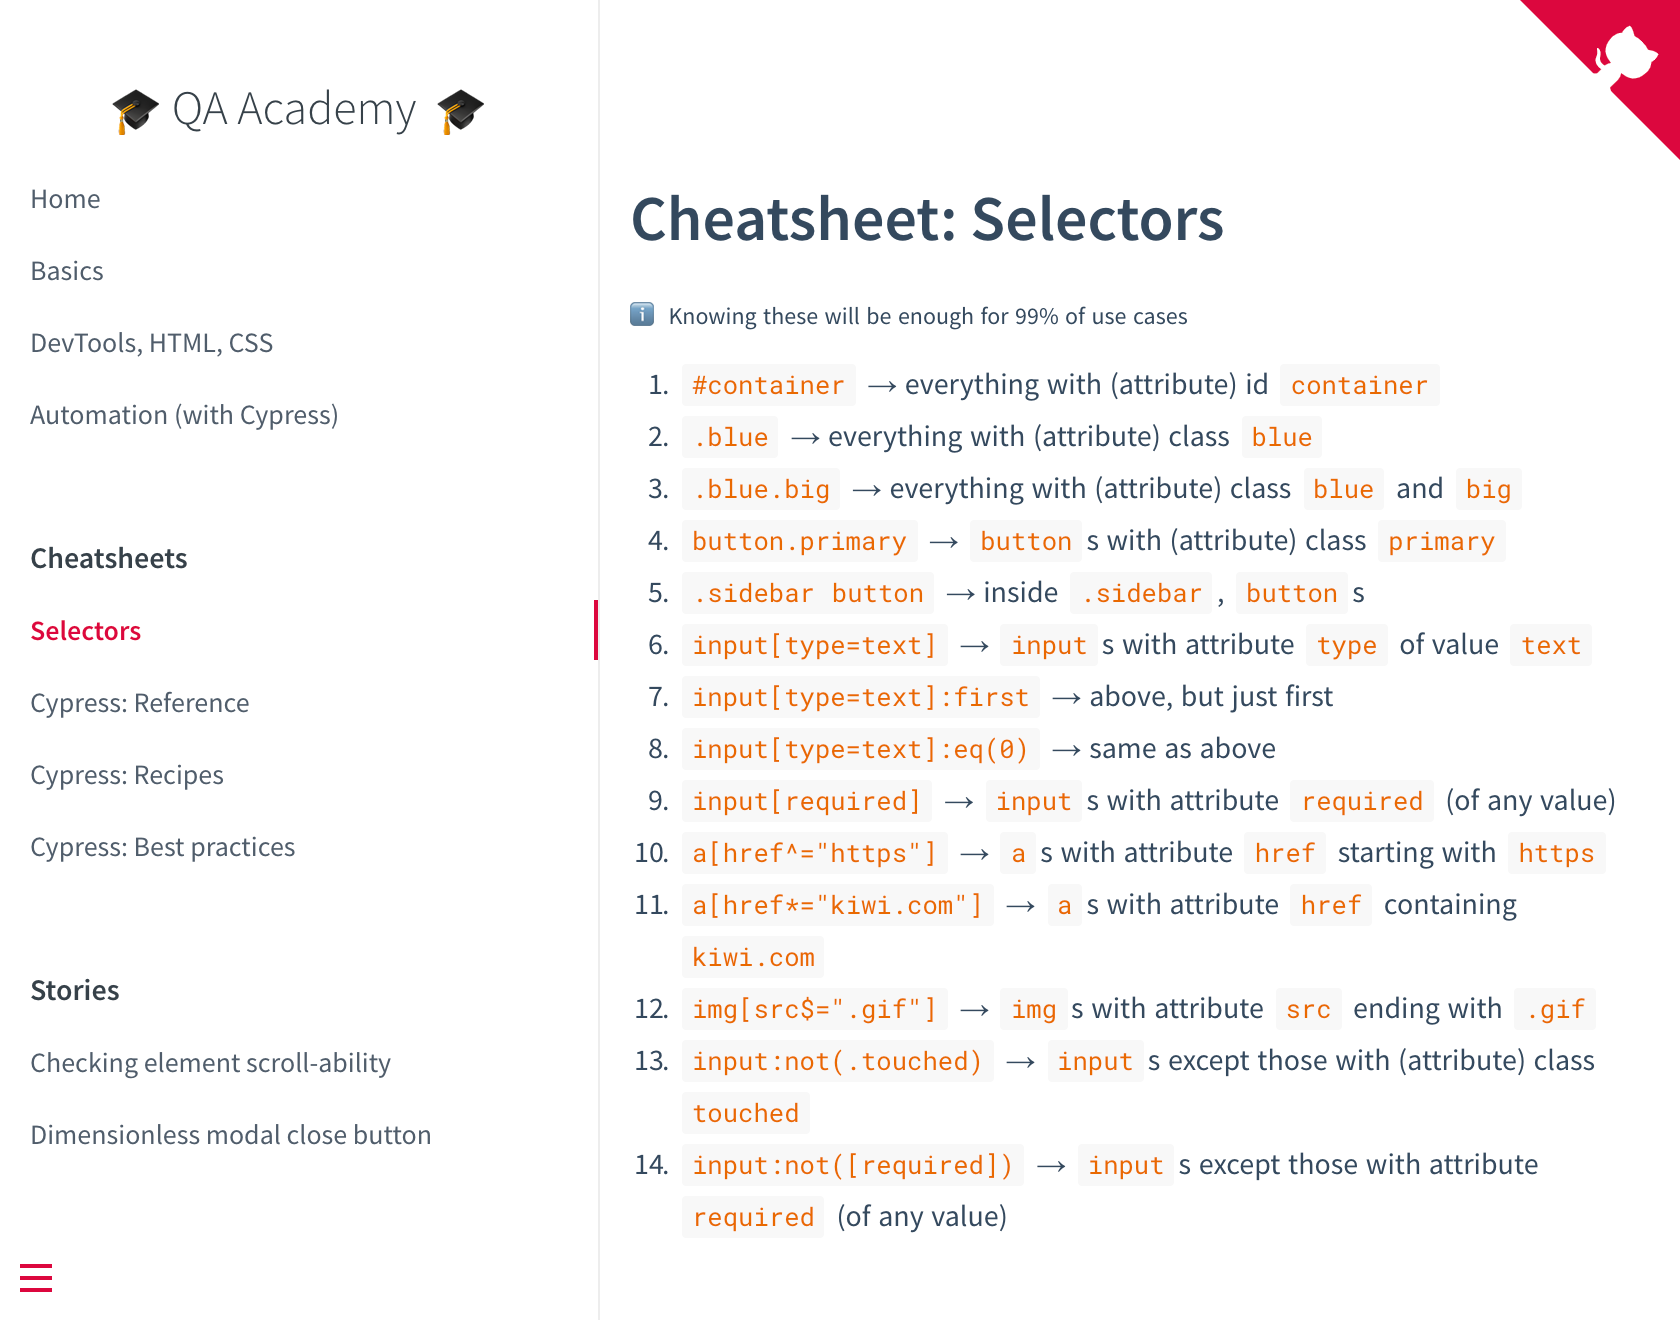 🎓 QA Academy 🎓
Home
Basics
DevTools, HTML, CSS
Automation (with Cypress)
Cheatsheets
Selectors
Cypress: Reference
Cypress: Recipes
Cypress: Best practices
Stories
Checking element scroll-ability
Dimensionless modal close button
Cheatsheet: Selectors
ℹ️ Knowing these will be enough for 99% of use cases
1. #container → everything with (attribute) id container
2. .blue → everything with (attribute) class blue
3. .blue.big → everything with (attribute) class blue and big
4. button.primary → button s with (attribute) class primary
5. .sidebar button → inside .sidebar , button s
6. input[type=text] → input s with attribute type of value text
7. input[type=text]:first → above, but just first
8. input[type=text]:eq(0) → same as above
9. input[required] → input s with attribute required (of any value)
10. a[href^="https"] → a s with attribute href starting with https
11. a[href*="kiwi.com"] → a s with attribute href containing
kiwi.com
12. img[src$=".gif"] → img s with attribute src ending with .gif
13. input:not(.touched) → input s except those with (attribute) class
touched
14. input:not([required]) → input s except those with attribute
required (of any value)